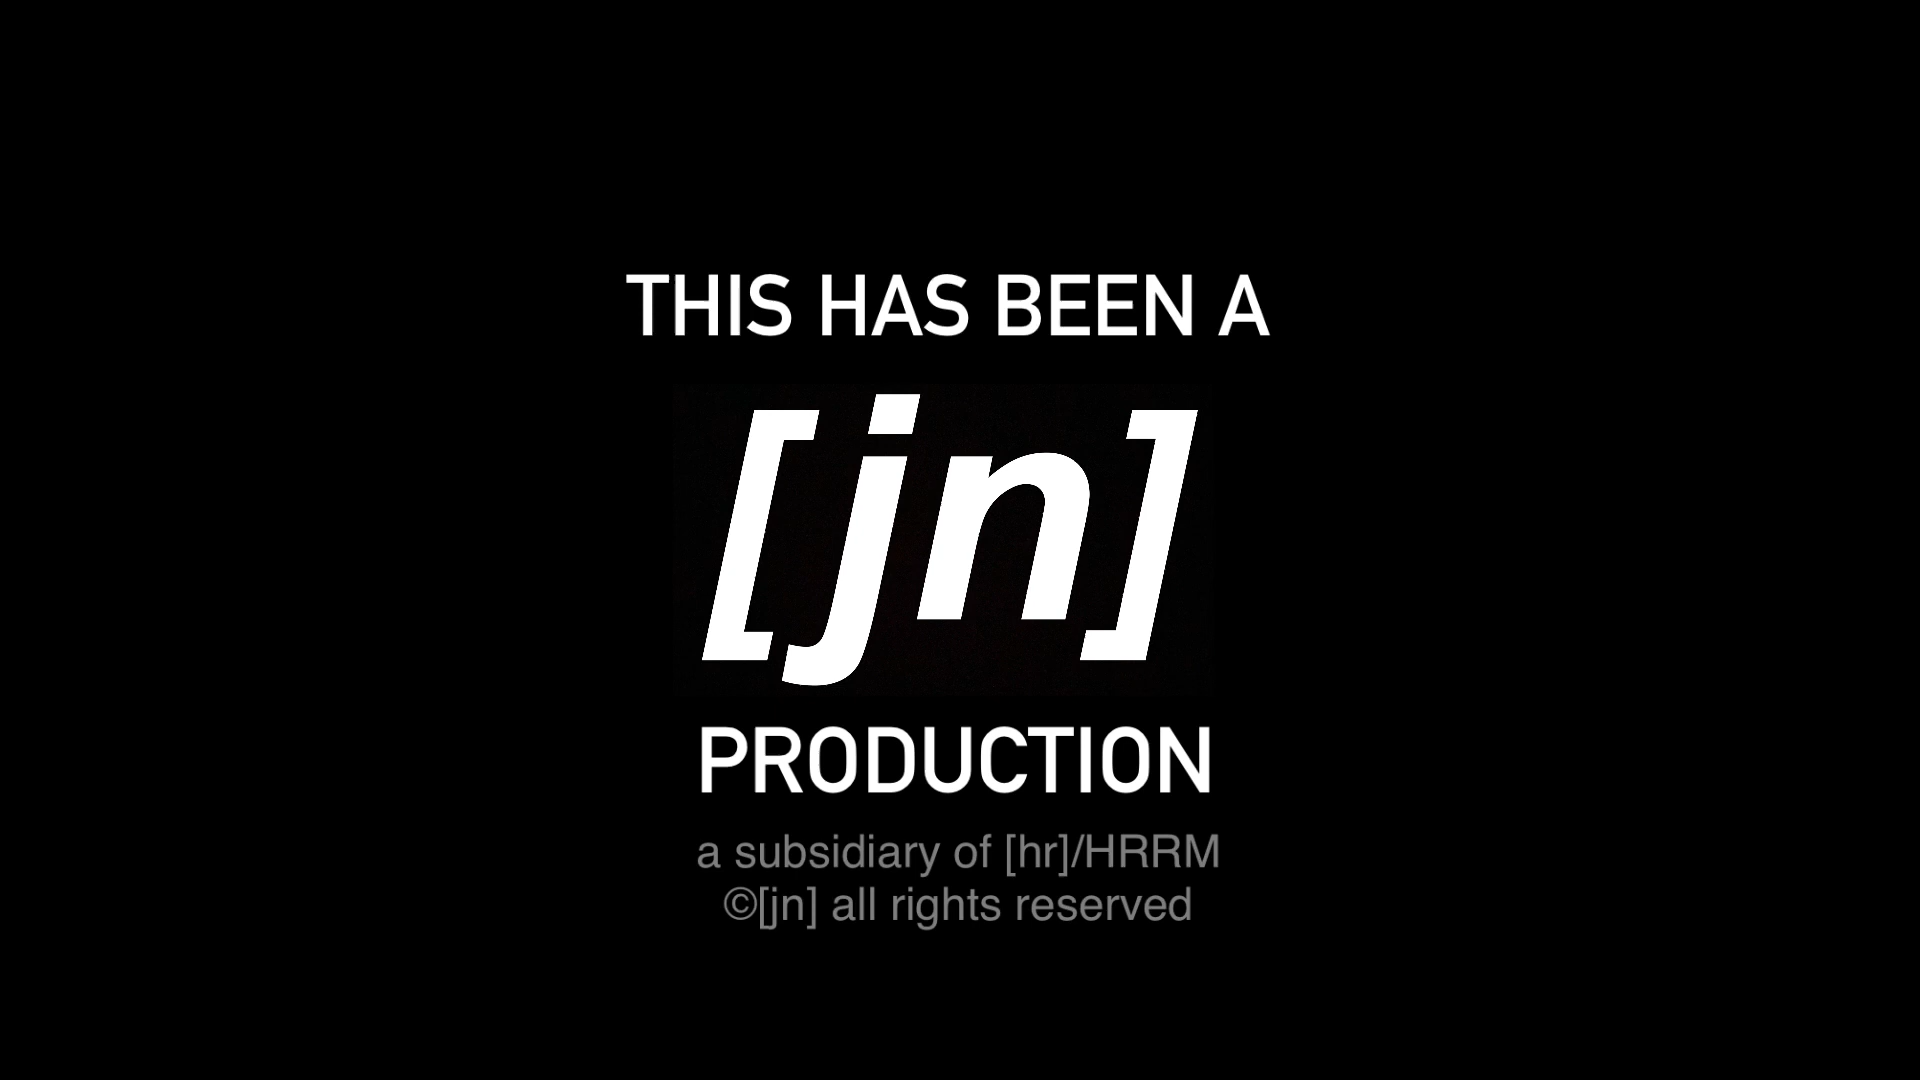 THIS HAS BEEN A
[jn]
PRODUCTION
a subsidiary of [hr]/HRRM
©[jn] all rights reserved